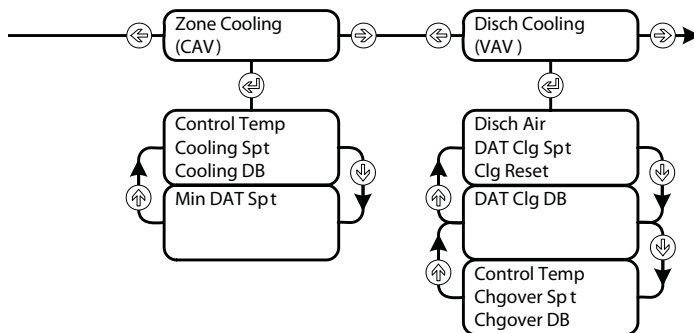 Zone Cooling
(CAV)
Disch Cooling
(VAV)
Control Temp
Cooling Spt
Cooling DB
Min DAT Spt
Disch Air
DAT Clg Spt
Clg Reset
DAT Clg DB
Control Temp
Chgover Spt
Chgover DB